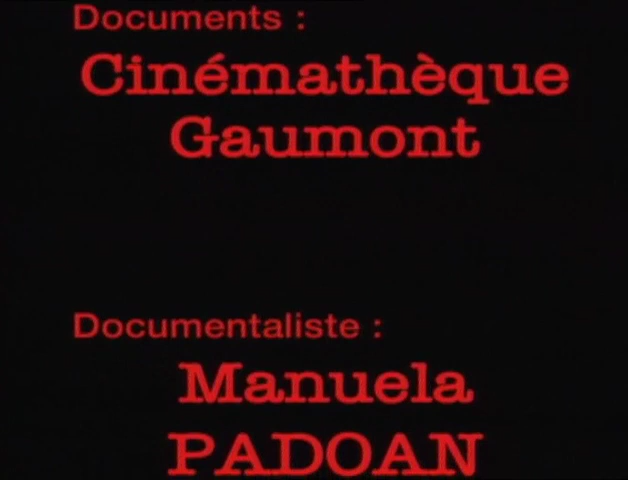 Documents :
Cinémathèque
Gaumont
Documentaliste :
Manuela
PADOAN